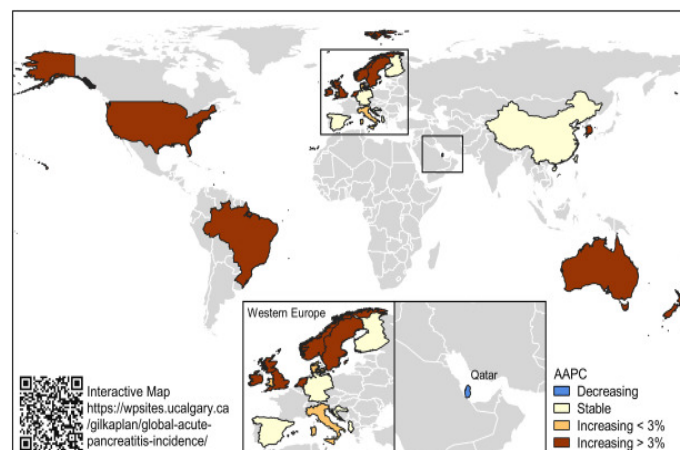 Western Europe
Qatar
AAPC
Decreasing
Stable
Increasing < 3%
Increasing > 3%
Interactive Map
https://wpsites.ucalgary.ca
/gilkaplan/global-acute-
pancreatitis-incidence/